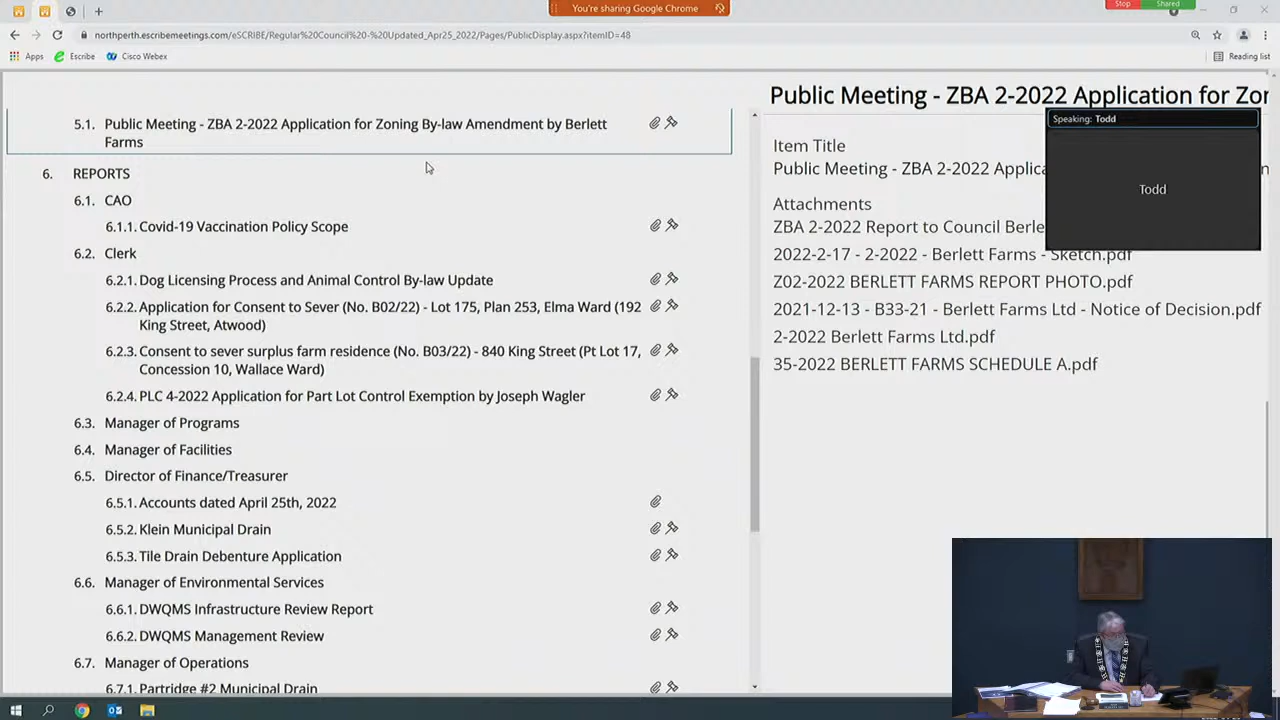 You're sharing Google Chrome
Stop
Shared
northperth.escribemeetings.com/eSCRIBE/Regular%20Council%20-%20Updated_Apr25_2022/Pages/PublicDisplay.aspx?itemID=48
Apps
Escribe
Cisco Webex
Reading list
5.1. Public Meeting - ZBA 2-2022 Application for Zoning By-law Amendment by Berlett
Farms
6. REPORTS
6.1. CAO
6.1.1. Covid-19 Vaccination Policy Scope
6.2. Clerk
6.2.1. Dog Licensing Process and Animal Control By-law Update
6.2.2. Application for Consent to Sever (No. B02/22) - Lot 175, Plan 253, Elma Ward (192
King Street, Atwood)
6.2.3. Consent to sever surplus farm residence (No. B03/22) - 840 King Street (Pt Lot 17,
Concession 10, Wallace Ward)
6.2.4. PLC 4-2022 Application for Part Lot Control Exemption by Joseph Wagler
6.3. Manager of Programs
6.4. Manager of Facilities
6.5. Director of Finance/Treasurer
6.5.1. Accounts dated April 25th, 2022
6.5.2. Klein Municipal Drain
6.5.3. Tile Drain Debenture Application
6.6. Manager of Environmental Services
6.6.1. DWQMS Infrastructure Review Report
6.6.2. DWQMS Management Review
6.7. Manager of Operations
6.7.1. Partridge #2 Municipal Drain
Public Meeting - ZBA 2-2022 Application for Zor
Item Title
Public Meeting - ZBA 2-2022 Applica
Attachments
ZBA 2-2022 Report to Council Berle
2022-2-17 - 2-2022 - Berlett Farms - Sketch.pdf
Z02-2022 BERLETT FARMS REPORT PHOTO.pdf
2021-12-13 - B33-21 - Berlett Farms Ltd - Notice of Decision.pdf
2-2022 Berlett Farms Ltd.pdf
35-2022 BERLETT FARMS SCHEDULE A.pdf
Speaking: Todd
Todd